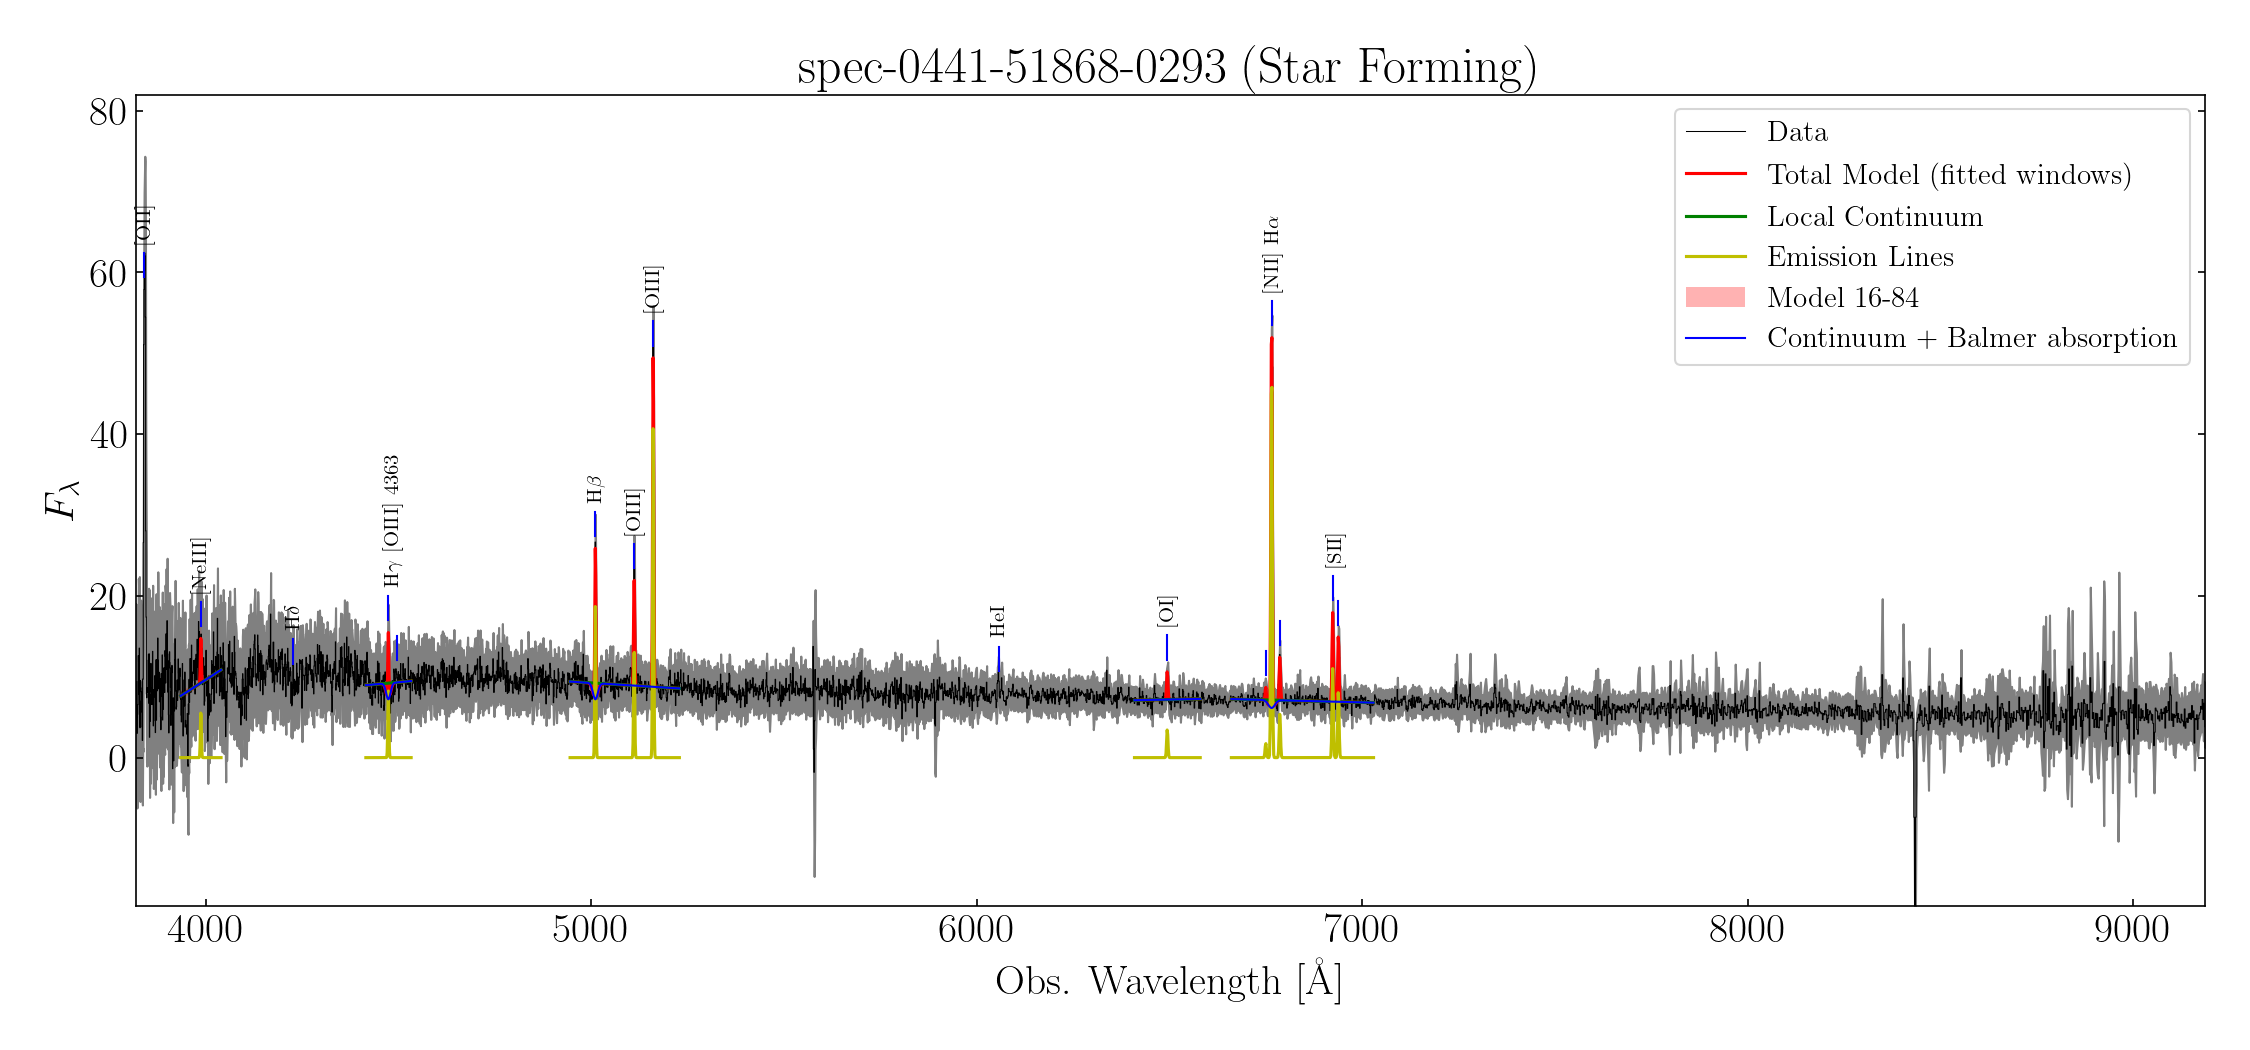 spec-0441-51868-0293 (Star Forming)
80
60
40
20
0
F_λ
[OII]
[NeIII]
Hδ
Hγ [OIII] 4363
Hβ
[OIII]
[OIII]
HeI
[OI]
[NII] Hα
[SII]
Data
Total Model (fitted windows)
Local Continuum
Emission Lines
Model 16-84
Continuum + Balmer absorption
4000 5000 6000 7000 8000 9000
Obs. Wavelength [Å]